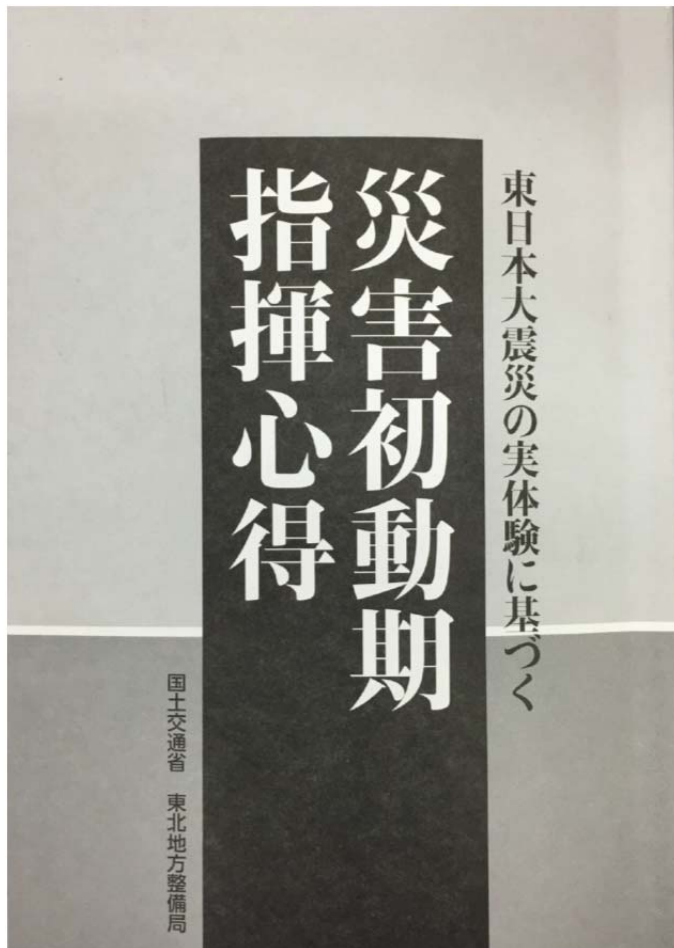 東日本大震災の実体験に基づく
災害初動期
指揮心得
国土交通省　東北地方整備局